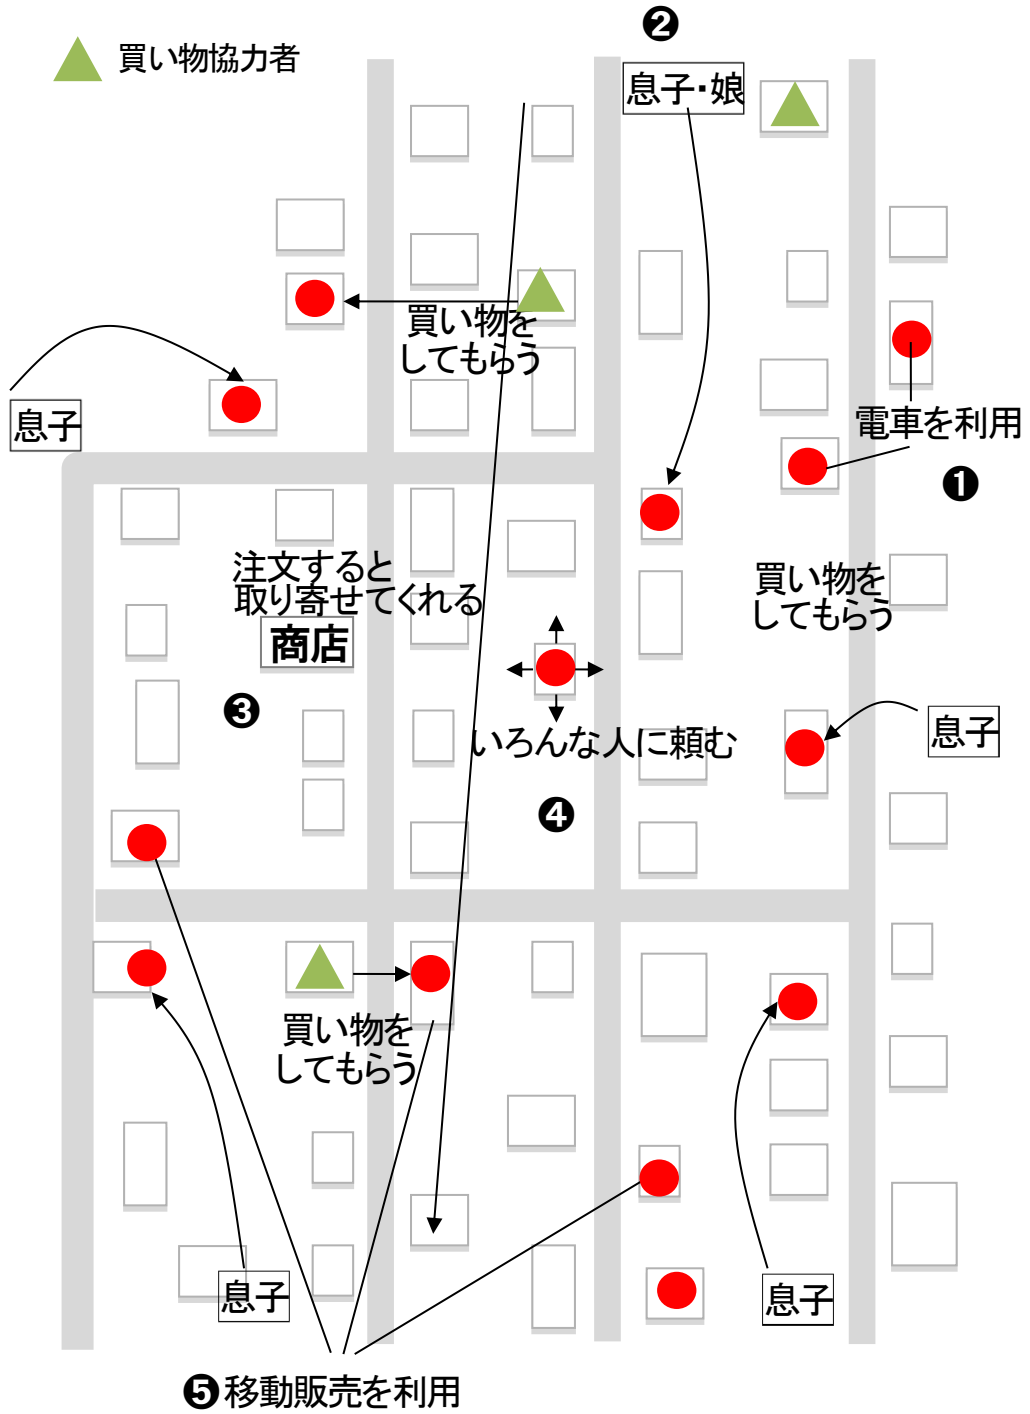 ❷
買い物協力者
息子・娘
買い物を
してもらう
息子
電車を利用
❶
注文すると
取り寄せてくれる
商店
買い物を
してもらう
❸
いろんな人に頼む
息子
❹
買い物を
してもらう
息子
息子
❺移動販売を利用